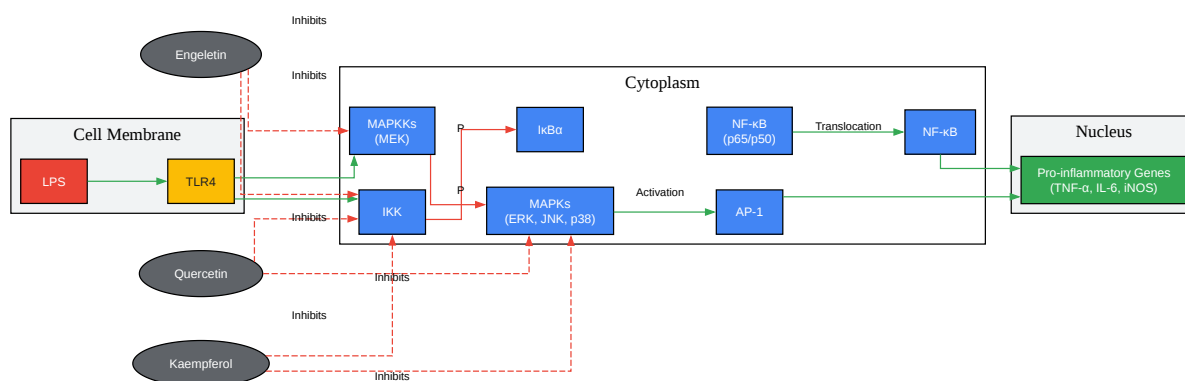 Inhibits
Engeletin
Inhibits
Cytoplasm
Cell Membrane
MAPKKs
(MEK)
P
IκBα
NF-κB
(p65/p50)
Translocation
NF-κB
Nucleus
LPS
TLR4
Pro-inflammatory Genes
(TNF-α, IL-6, iNOS)
P
Activation
IKK
MAPKs
(ERK, JNK, p38)
AP-1
Inhibits
Quercetin
Inhibits
Inhibits
Kaempferol
Inhibits